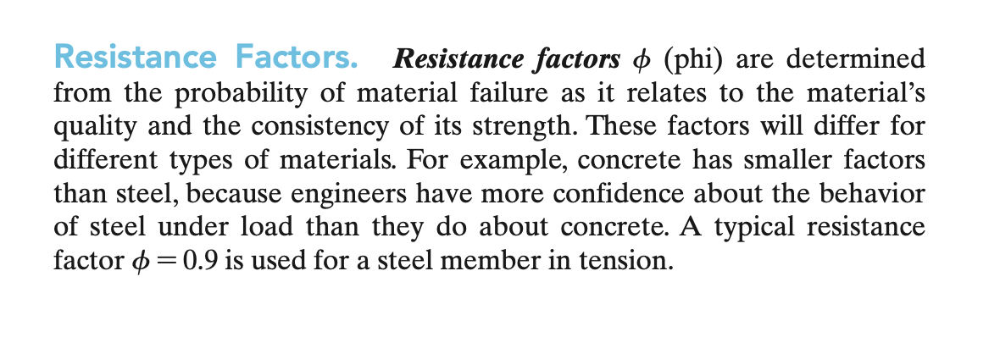 Resistance Factors. Resistance factors ϕ (phi) are determined
from the probability of material failure as it relates to the material’s
quality and the consistency of its strength. These factors will differ for
different types of materials. For example, concrete has smaller factors
than steel, because engineers have more confidence about the behavior
of steel under load than they do about concrete. A typical resistance
factor ϕ = 0.9 is used for a steel member in tension.